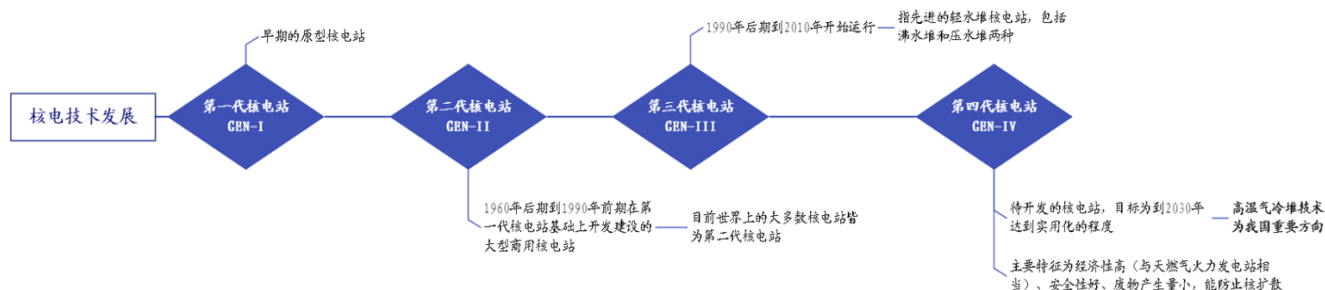 核电技术发展
早期的原型核电站
第一代核电站
GEN-I
第二代核电站
GEN-II
1960年后期到1990年前期在第
一代核电站基础上开发建设的
大型商用核电站
目前世界上的大多数核电站皆
为第二代核电站
1990年后期到2010年开始运行
指先进的轻水堆核电站，包括
沸水堆和压水堆两种
第三代核电站
GEN-III
第四代核电站
GEN-IV
待开发的核电站，目标为到2030年
达到实用化的程度
高温气冷堆技术
为我国重要方向
主要特征为经济性高（与天燃气火力发电站相
当）、安全性好、废物产生量小，能防止核扩散